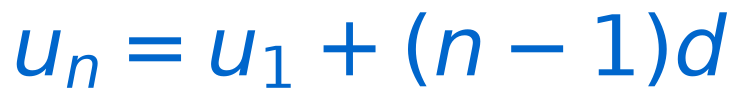 uₙ = u₁ + (n − 1)d